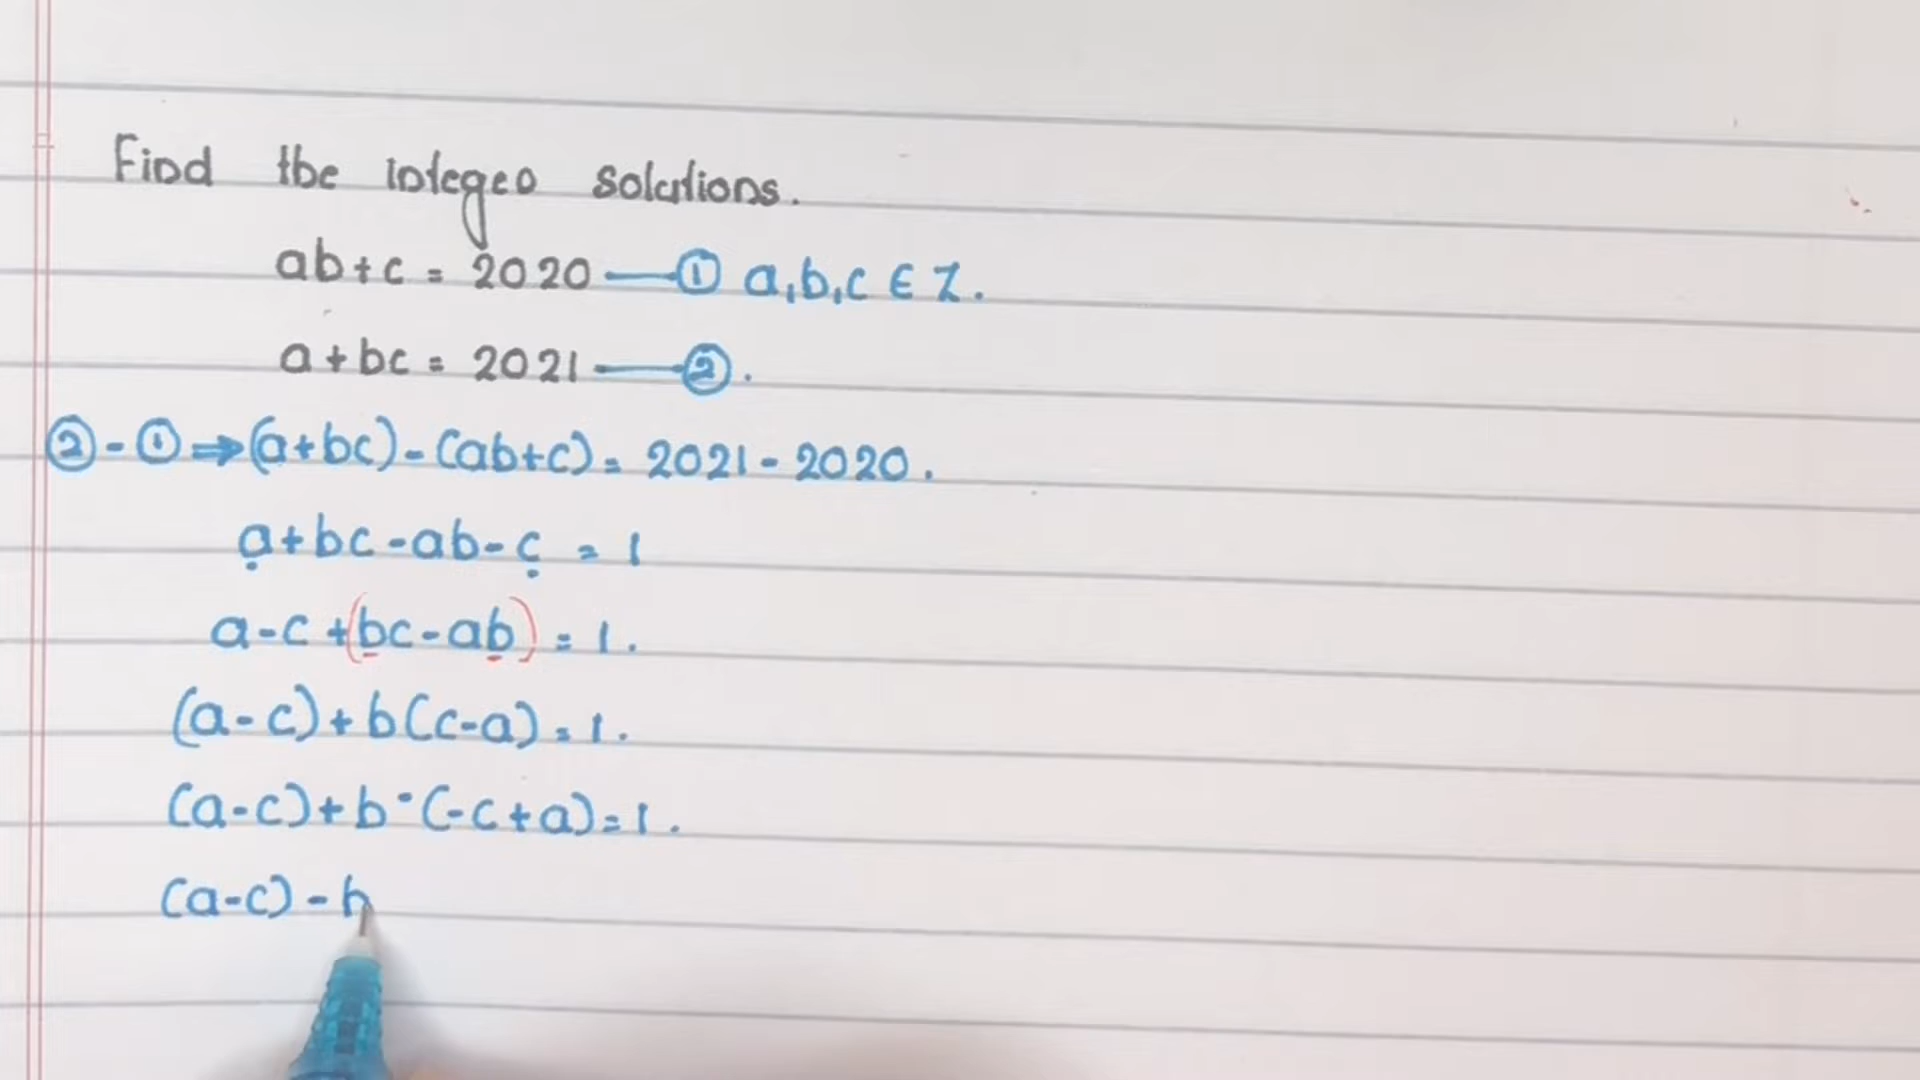 Find the integer solutions.
ab+c = 2020 —① a,b,c ∈ Z.
a+bc = 2021 —②.
②-①⇒(a+bc)-(ab+c)= 2021-2020.
a+bc-ab-c = 1
a-c+(bc-ab) = 1.
(a-c)+b(c-a)=1.
(a-c)+b-(-c+a)=1.
(a-c)-b